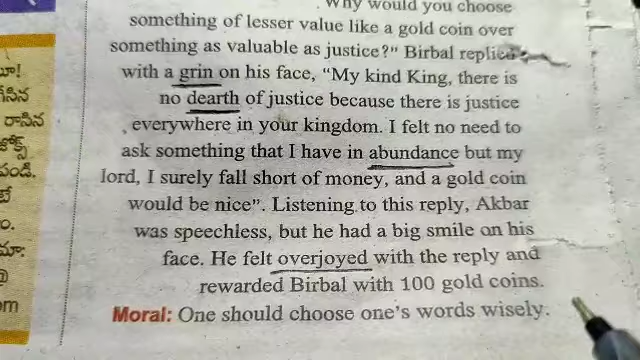 Why would you choose
something of lesser value like a gold coin over
something as valuable as justice?" Birbal replied
with a grin on his face, "My kind King, there is
no dearth of justice because there is justice
everywhere in your kingdom. I felt no need to
ask something that I have in abundance but my
lord, I surely fall short of money, and a gold coin
would be nice". Listening to this reply, Akbar
was speechless, but he had a big smile on his
face. He felt overjoyed with the reply and
rewarded Birbal with 100 gold coins.
Moral: One should choose one's words wisely.
రాసిన
జోక్స్
పండి.